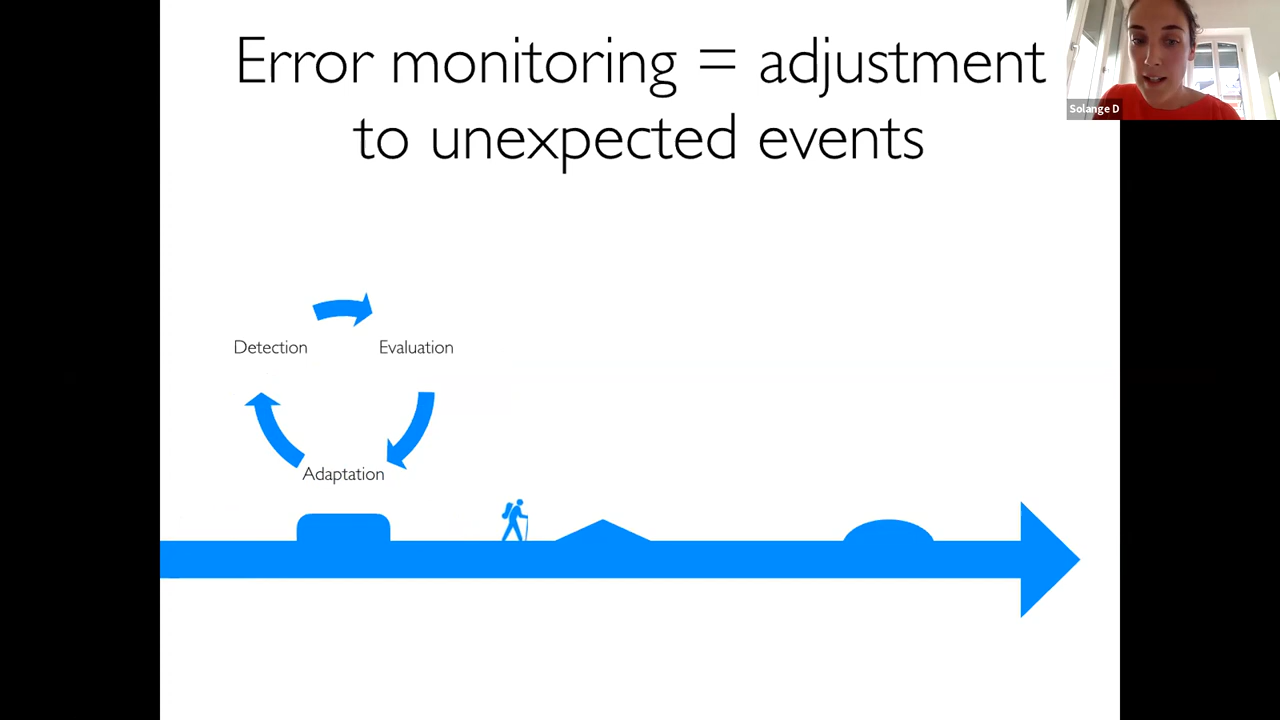 Error monitoring = adjustment
to unexpected events
Solange D
Detection
Evaluation
Adaptation